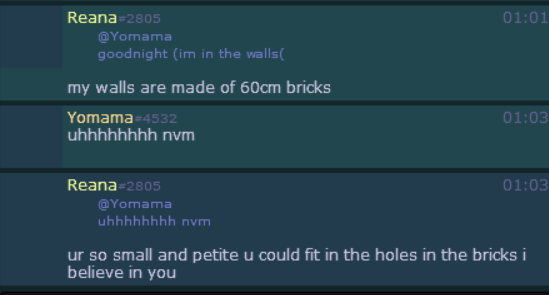 Reana#2805 01:01
@Yomama
goodnight (im in the walls(
my walls are made of 60cm bricks
Yomama#4532 01:03
uhhhhhhhh nvm
Reana#2805 01:03
@Yomama
uhhhhhhhh nvm
ur so small and petite u could fit in the holes in the bricks i
believe in you